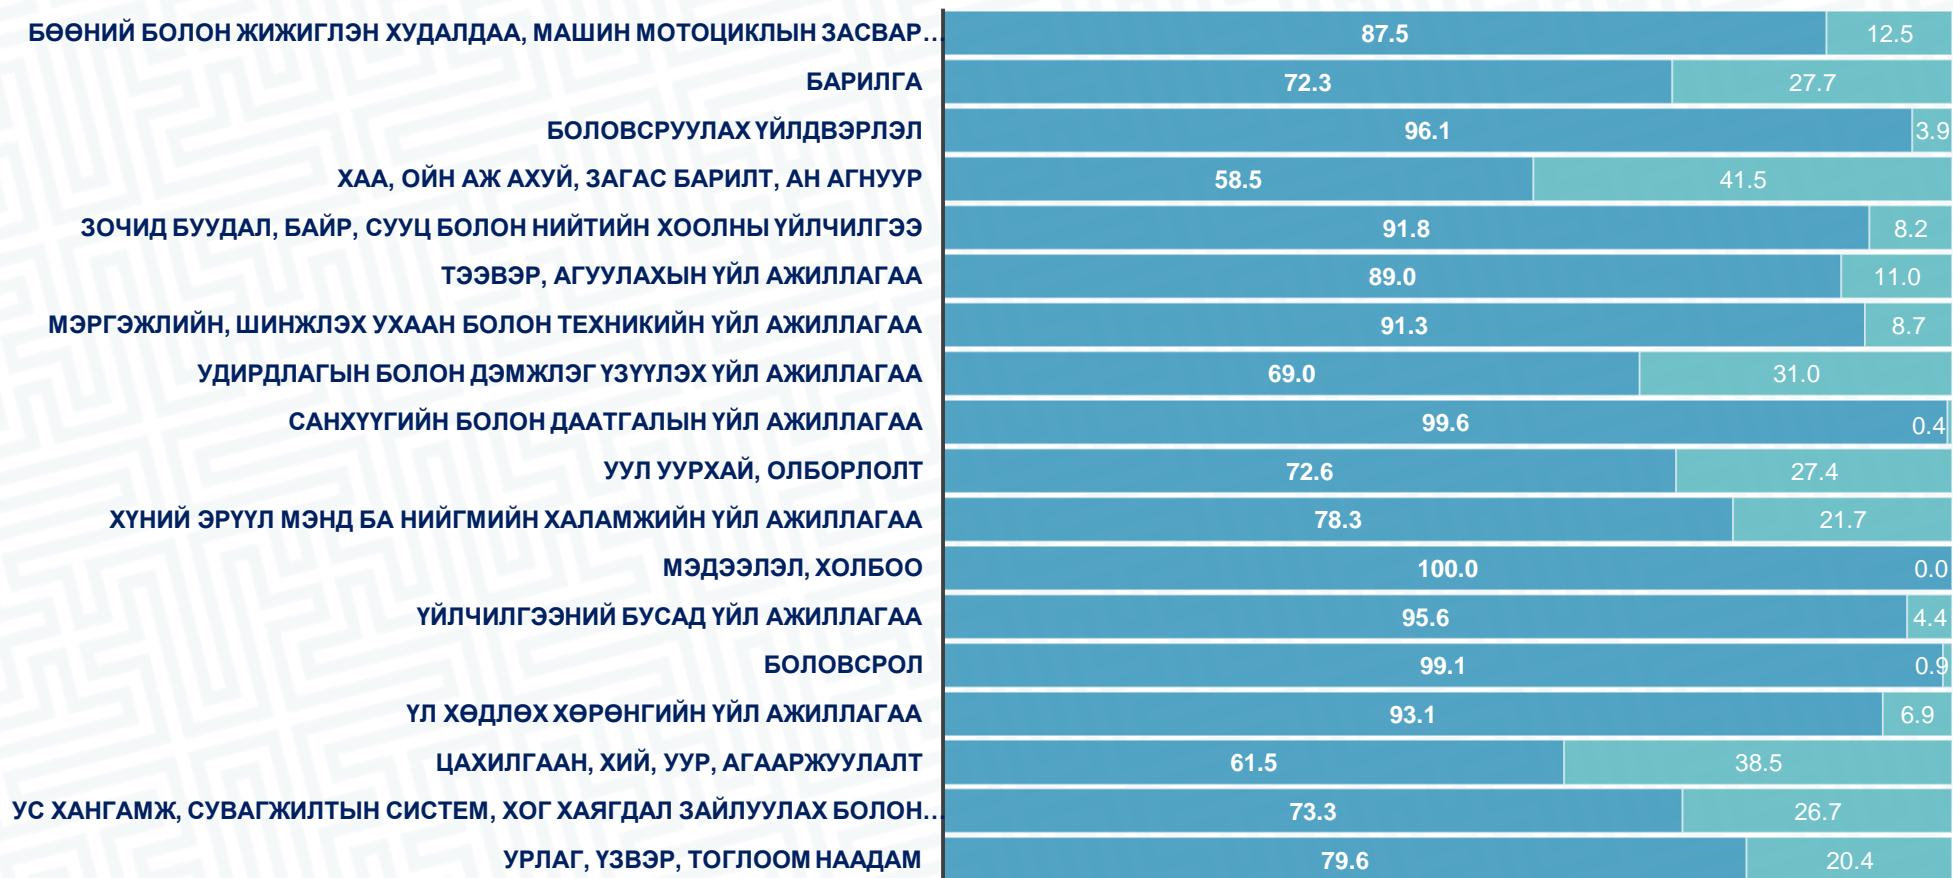 БӨӨНИЙ БОЛОН ЖИЖИГЛЭН ХУДАЛДАА, МАШИН МОТОЦИКЛЫН ЗАСВАР… 87.5 12.5
БАРИЛГА 72.3 27.7
БОЛОВСРУУЛАХ ҮЙЛДВЭРЛЭЛ 96.1 3.9
ХАА, ОЙН АЖ АХУЙ, ЗАГАС БАРИЛТ, АН АГНУУР 58.5 41.5
ЗОЧИД БУУДАЛ, БАЙР, СУУЦ БОЛОН НИЙТИЙН ХООЛНЫ ҮЙЛЧИЛГЭЭ 91.8 8.2
ТЭЭВЭР, АГУУЛАХЫН ҮЙЛ АЖИЛЛАГАА 89.0 11.0
МЭРГЭЖЛИЙН, ШИНЖЛЭХ УХААН БОЛОН ТЕХНИКИЙН ҮЙЛ АЖИЛЛАГАА 91.3 8.7
УДИРДЛАГЫН БОЛОН ДЭМЖЛЭГ ҮЗҮҮЛЭХ ҮЙЛ АЖИЛЛАГАА 69.0 31.0
САНХҮҮГИЙН БОЛОН ДААТГАЛЫН ҮЙЛ АЖИЛЛАГАА 99.6 0.4
УУЛ УУРХАЙ, ОЛБОРЛОЛТ 72.6 27.4
ХҮНИЙ ЭРҮҮЛ МЭНД БА НИЙГМИЙН ХАЛАМЖИЙН ҮЙЛ АЖИЛЛАГАА 78.3 21.7
МЭДЭЭЛЭЛ, ХОЛБОО 100.0 0.0
ҮЙЛЧИЛГЭЭНИЙ БУСАД ҮЙЛ АЖИЛЛАГАА 95.6 4.4
БОЛОВСРОЛ 99.1 0.9
ҮЛ ХӨДЛӨХ ХӨРӨНГИЙН ҮЙЛ АЖИЛЛАГАА 93.1 6.9
ЦАХИЛГААН, ХИЙ, УУР, АГААРЖУУЛАЛТ 61.5 38.5
УС ХАНГАМЖ, СУВАГЖИЛТЫН СИСТЕМ, ХОГ ХАЯГДАЛ ЗАЙЛУУЛАХ БОЛОН… 73.3 26.7
УРЛАГ, ҮЗВЭР, ТОГЛООМ НААДАМ 79.6 20.4